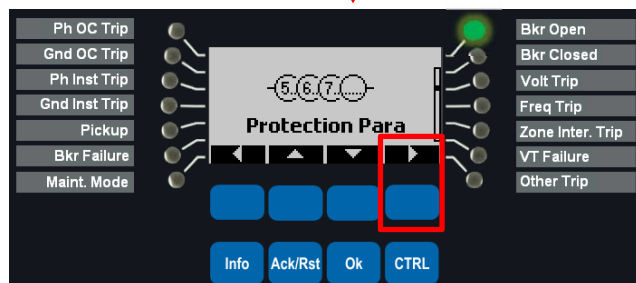 Ph OC Trip
Gnd OC Trip
Ph Inst Trip
Gnd Inst Trip
Pickup
Bkr Failure
Maint. Mode
5..(6.(7......)
Protection Para
Bkr Open
Bkr Closed
Volt Trip
Freq Trip
Zone Inter. Trip
VT Failure
Other Trip
Info Ack/Rst Ok CTRL